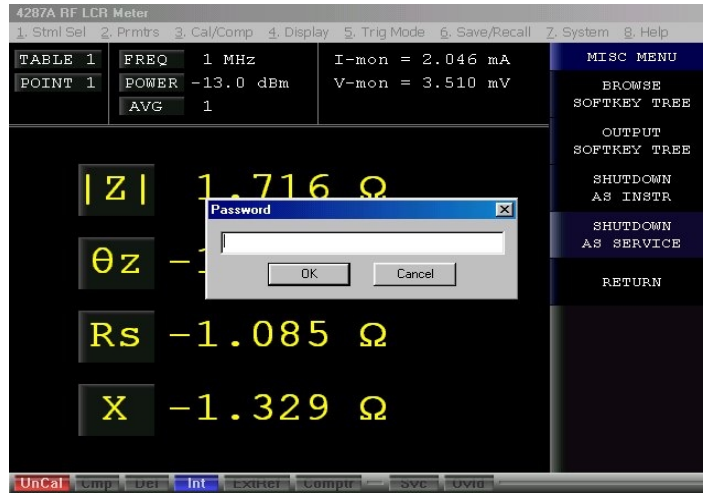 4287A RF LCR Meter
1. Stml Sel 2. Prmtrs 3. Cal/Comp 4. Display 5. Trig Mode 6. Save/Recall 7. System 8. Help
TABLE 1 FREQ 1 MHz I-mon = 2.046 mA
POINT 1 POWER -13.0 dBm V-mon = 3.510 mV
AVG 1
|Z| 1.716 Ω
Password
θz -
OK Cancel
Rs -1.085 Ω
X -1.329 Ω
MISC MENU
BROWSE
SOFTKEY TREE
OUTPUT
SOFTKEY TREE
SHUTDOWN
AS INSTR
SHUTDOWN
AS SERVICE
RETURN
UnCal Cmp Del Int ExtRef Comptr Svc Ovld